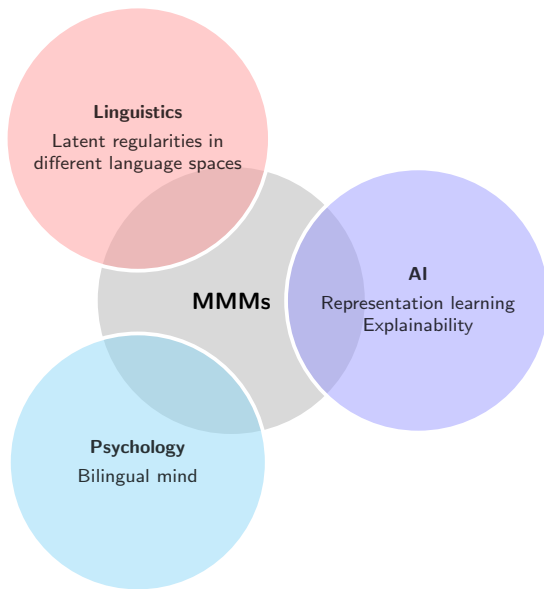 Linguistics
Latent regularities in
different language spaces
MMMs
AI
Representation learning
Explainability
Psychology
Bilingual mind